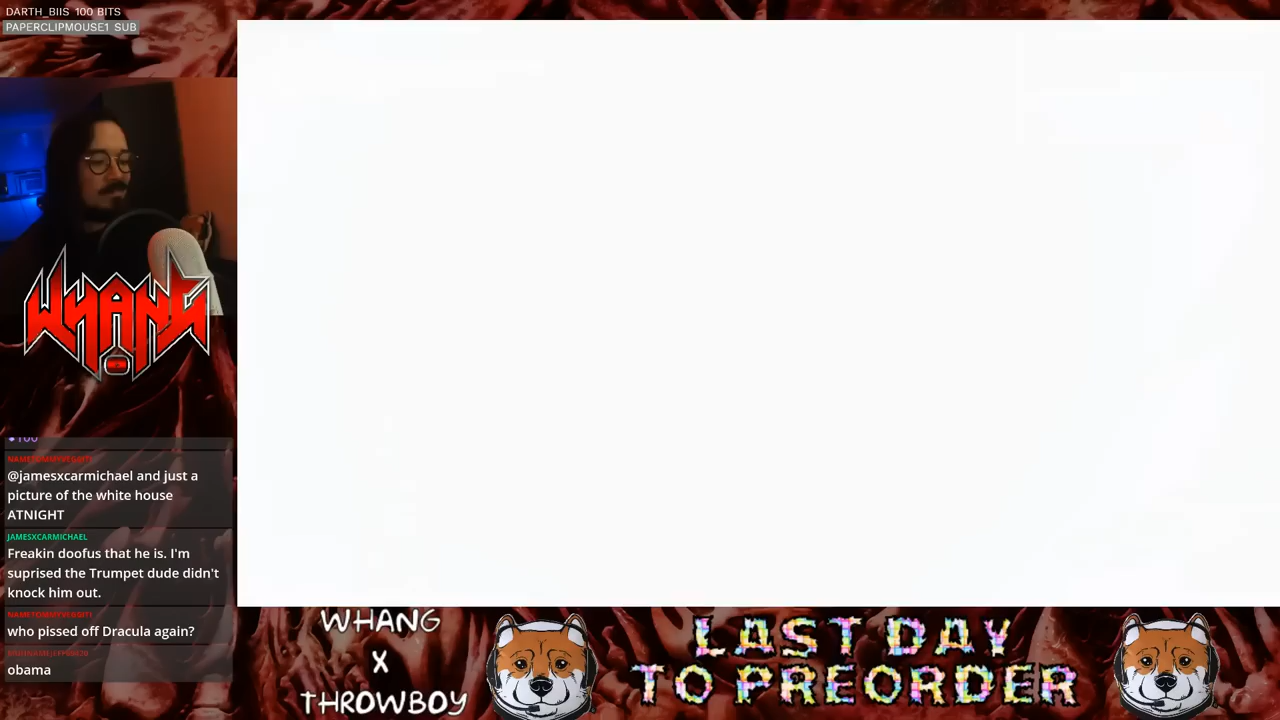 DARTH_BIIS 100 BITS
PAPERCLIPMOUSE1 SUB
WHANG
@jamesxcarmichael and just a
picture of the white house
ATNIGHT
JAMESXCARMICHAEL
Freakin doofus that he is. I'm
suprised the Trumpet dude didn't
knock him out.
who pissed off Dracula again?
obama
WHANG
X
THROWBOY
LAST DAY
TO PREORDER